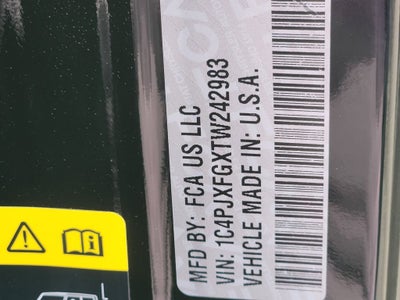 MFD BY: FCA US LLC
VIN: 1C4PJXFGXTW242983
VEHICLE MADE IN: U.S.A.